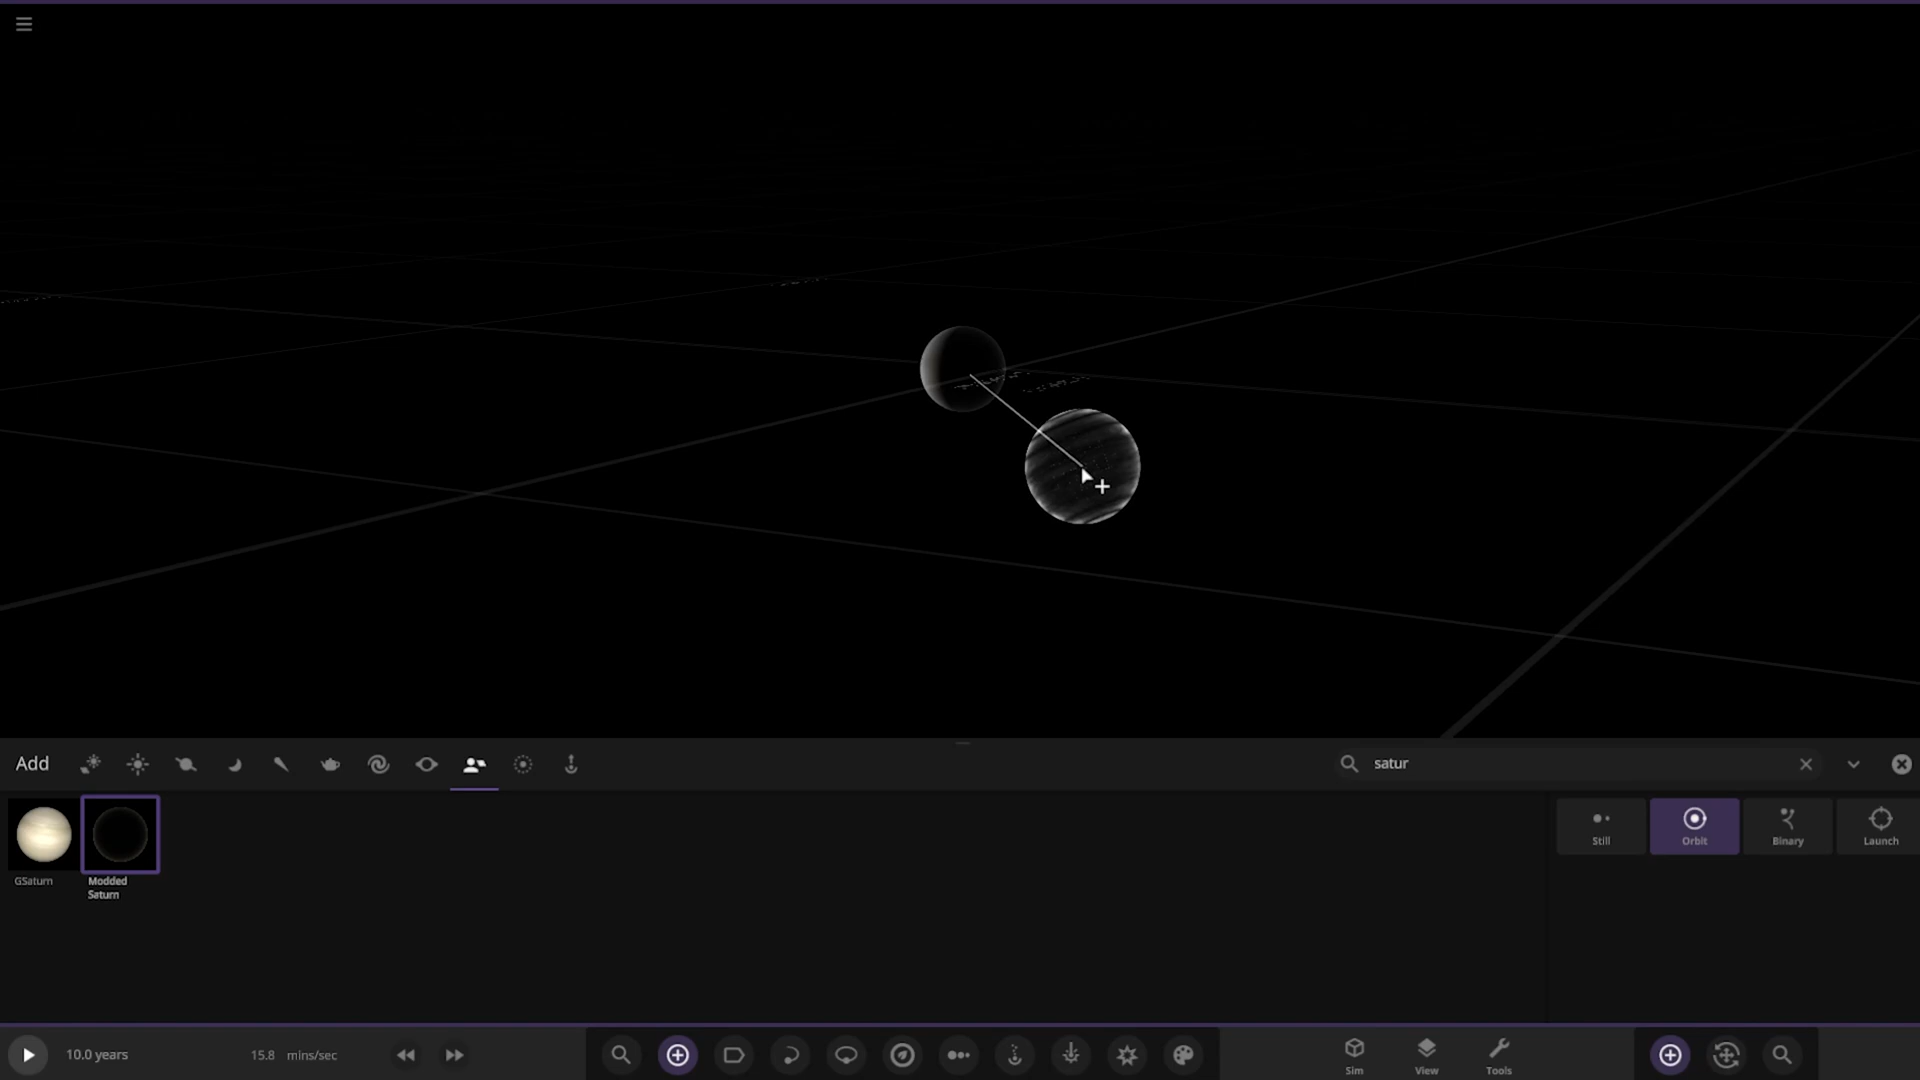 Add
satur
GSaturn
Modded
Saturn
Still
Orbit
Binary
Launch
10.0 years
15.8 mins/sec
Sim
View
Tools